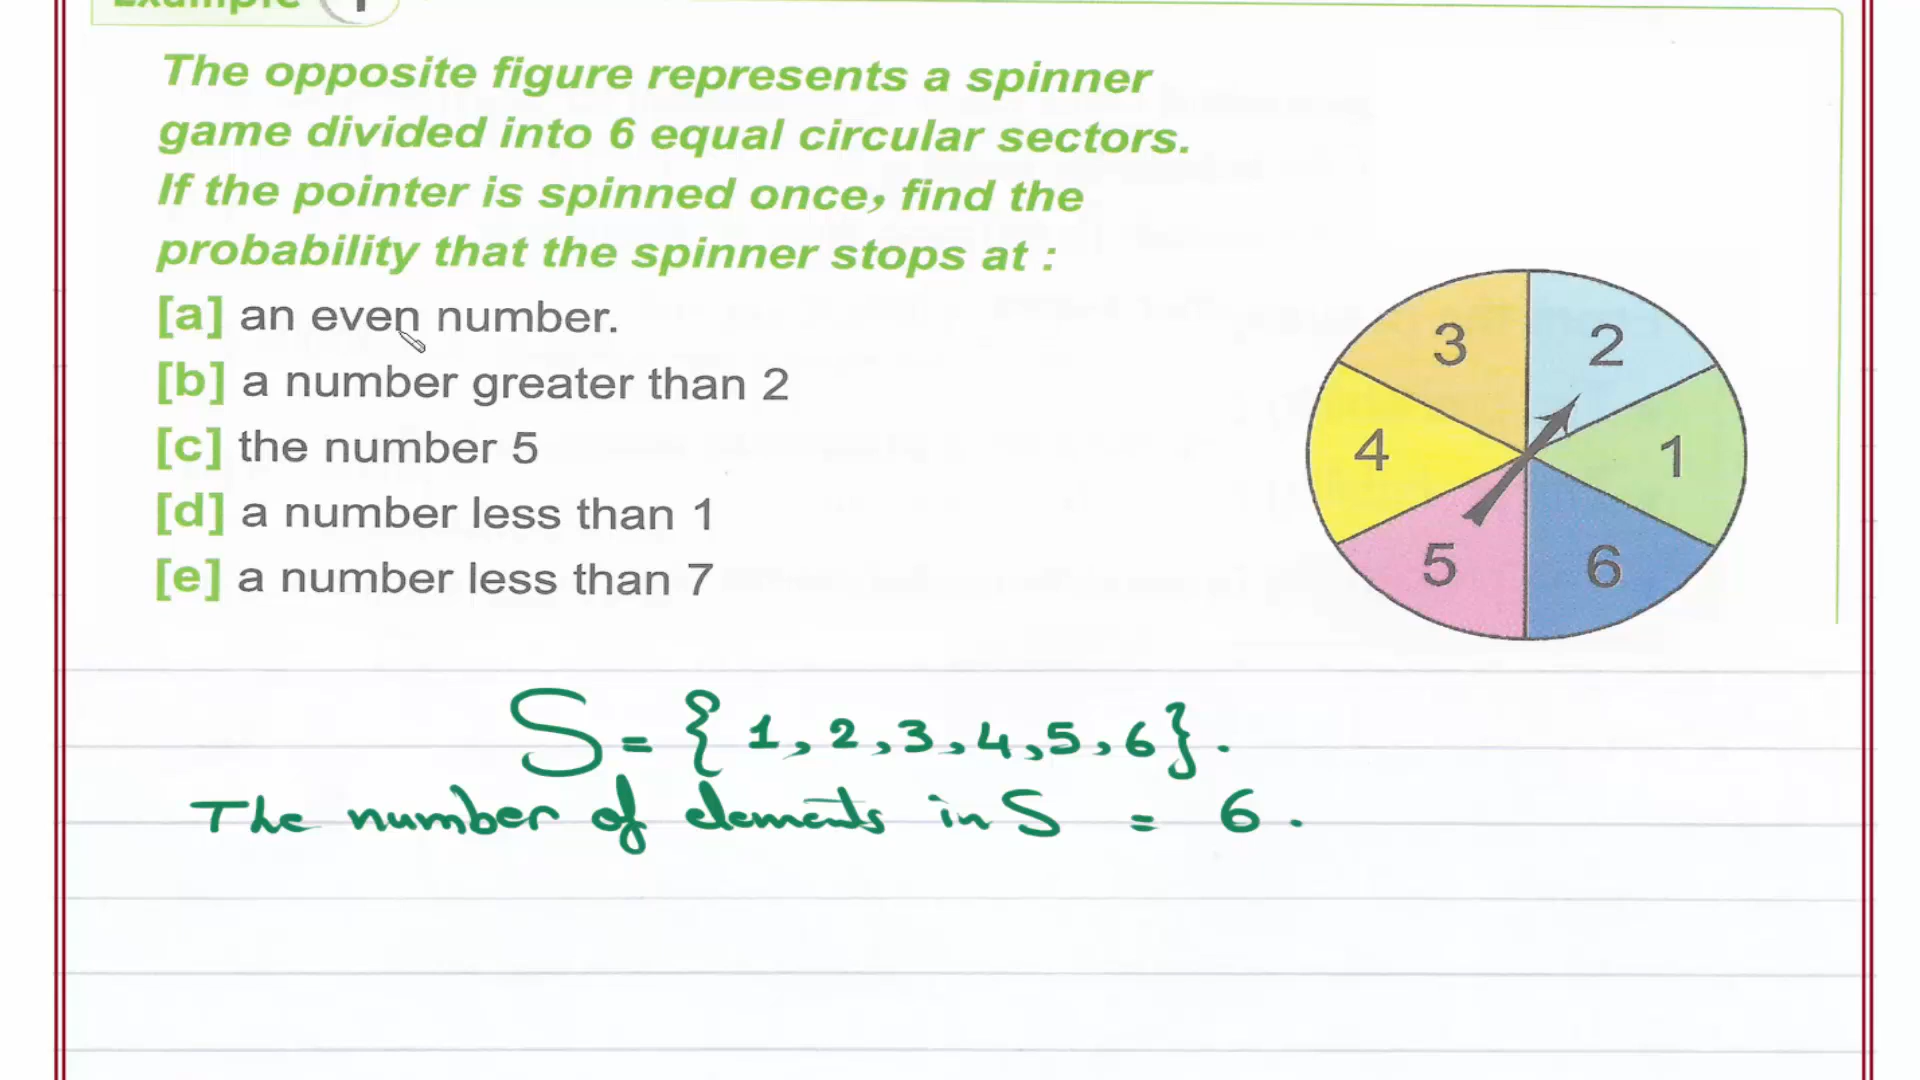 Example 1
The opposite figure represents a spinner
game divided into 6 equal circular sectors.
If the pointer is spinned once, find the
probability that the spinner stops at :
[a] an even number.
[b] a number greater than 2
[c] the number 5
[d] a number less than 1
[e] a number less than 7
3
2
4
1
5
6
S = { 1, 2, 3, 4, 5, 6 }.
The number of elements in S = 6.